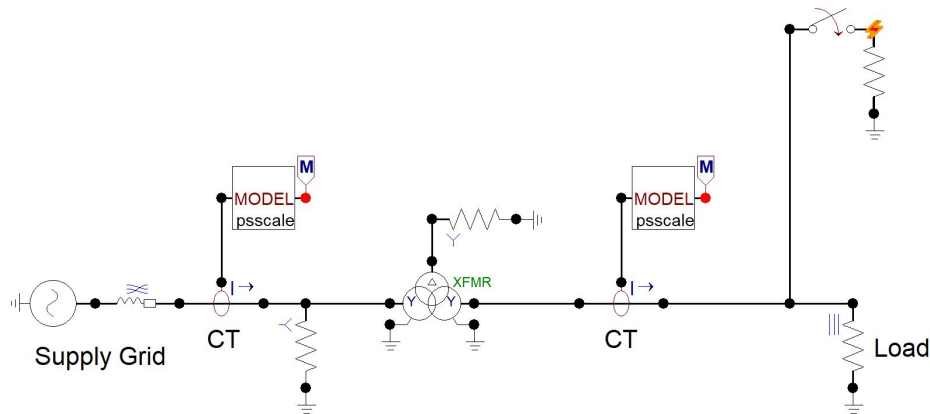 M
MODEL
psscale
I →
CT
Supply Grid
Y
Y
Δ
Y
Y
XFMR
M
MODEL
psscale
I →
CT
Load